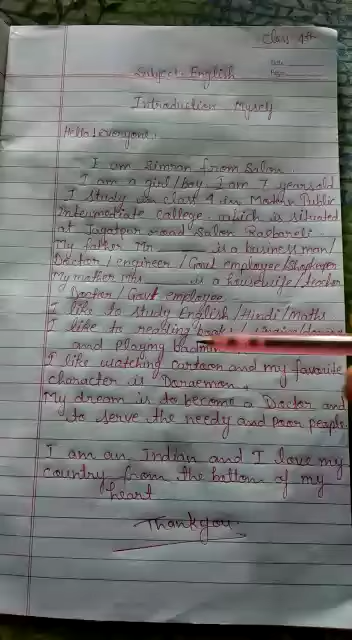 Class 4th
Date
Page
Subject: English
Introduction Myself
Hello! everyone!
I am Simran from Salon.
I am a girl/boy I am 7 years old
I study in class 4 in Modern Public
Intermediate college. which is situated
at Jagatpur road Salon Raebareli.
My father Mr. ___ is a business man/
Doctor/engineer/Govt employee/Shopkeeper
My mother Mrs ___ is a housewife/teacher
Doctor/Govt employee.
I like to study English/Hindi/Maths
I like to reading books/
and playing
I like watching cartoon and my favourite
character is Doraemon.
My dream is to become a Doctor and
to serve the needy and poor people
I am an Indian and I love my
country from the bottom of my
heart
Thankyou.